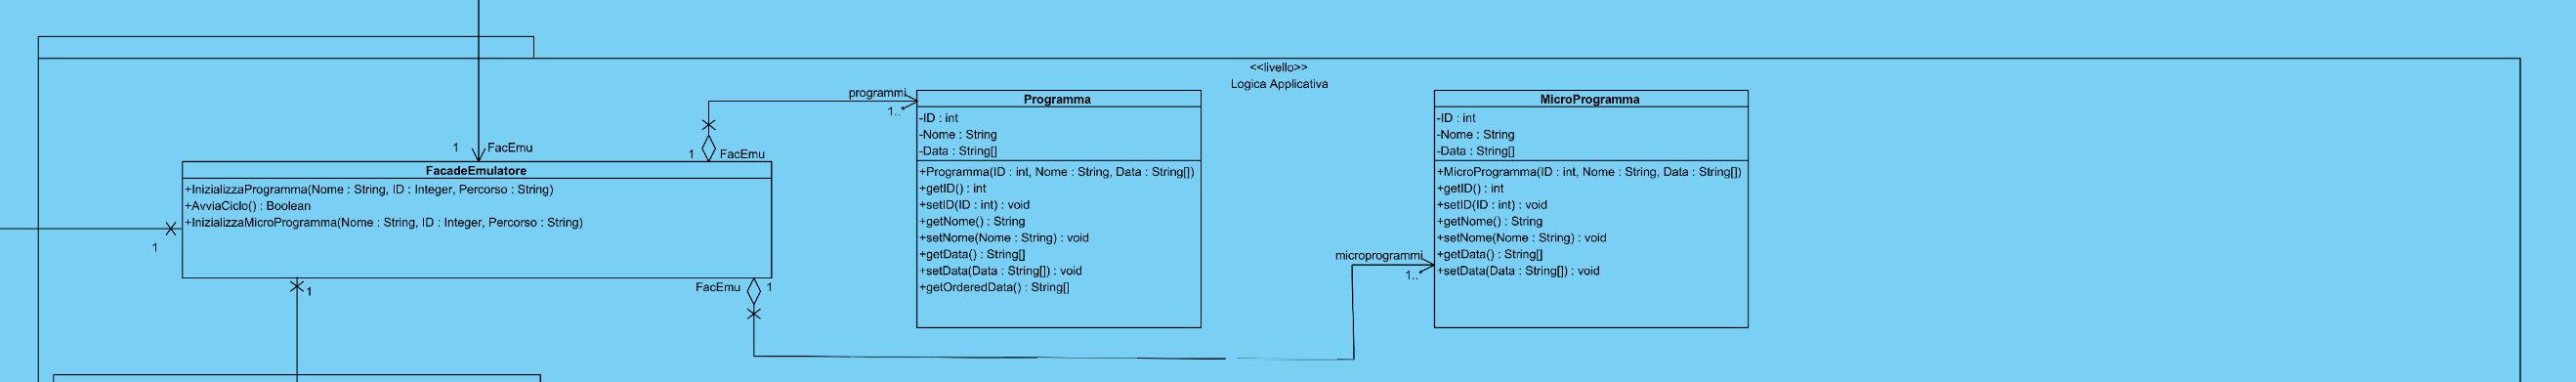 <<livello>>
Logica Applicativa
programmi
1..*
1
FacEmu
1
FacEmu
FacadeEmulatore
+InizializzaProgramma(Nome : String, ID : Integer, Percorso : String)
+AvviaCiclo() : Boolean
+InizializzaMicroProgramma(Nome : String, ID : Integer, Percorso : String)
1
1
FacEmu
1
Programma
-ID : int
-Nome : String
-Data : String[]
+Programma(ID : int, Nome : String, Data : String[])
+getID() : int
+setID(ID : int) : void
+getNome() : String
+setNome(Nome : String) : void
+getData() : String[]
+setData(Data : String[]) : void
+getOrderedData() : String[]
microprogrammi
1..*
MicroProgramma
-ID : int
-Nome : String
-Data : String[]
+MicroProgramma(ID : int, Nome : String, Data : String[])
+getID() : int
+setID(ID : int) : void
+getNome() : String
+setNome(Nome : String) : void
+getData() : String[]
+setData(Data : String[]) : void